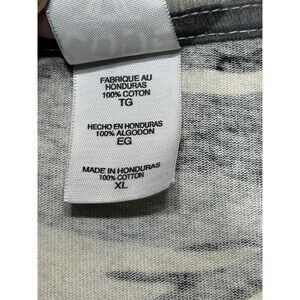 FABRIQUE AU
HONDURAS
100% COTON
TG
HECHO EN HONDURAS
100% ALGODON
EG
MADE IN HONDURAS
100% COTTON
XL